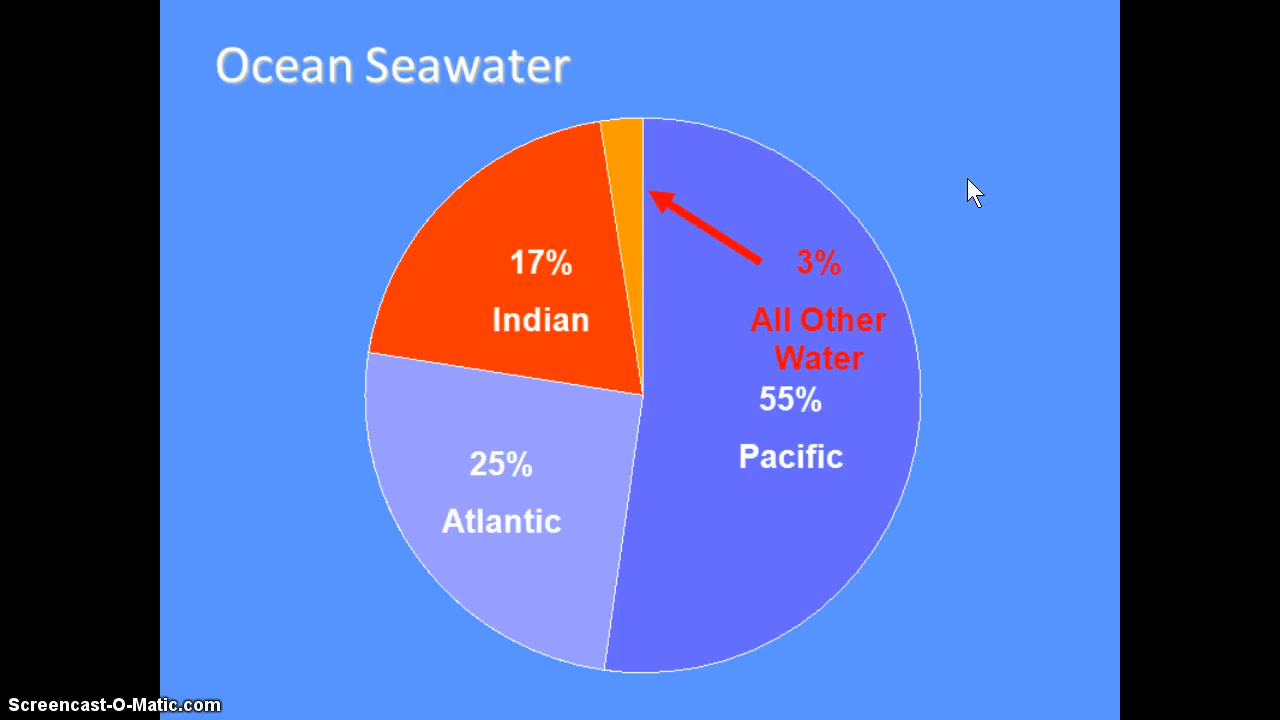 Ocean Seawater
17%
Indian
3%
All Other
Water
55%
Pacific
25%
Atlantic
Screencast-O-Matic.com